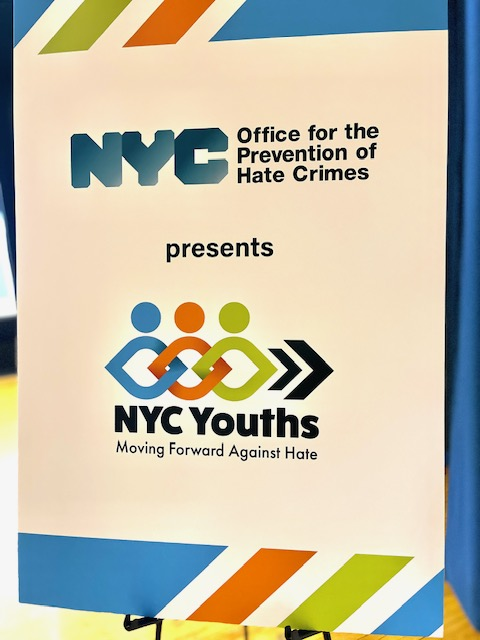 NYC
Office for the
Prevention of
Hate Crimes
presents
NYC Youths
Moving Forward Against Hate